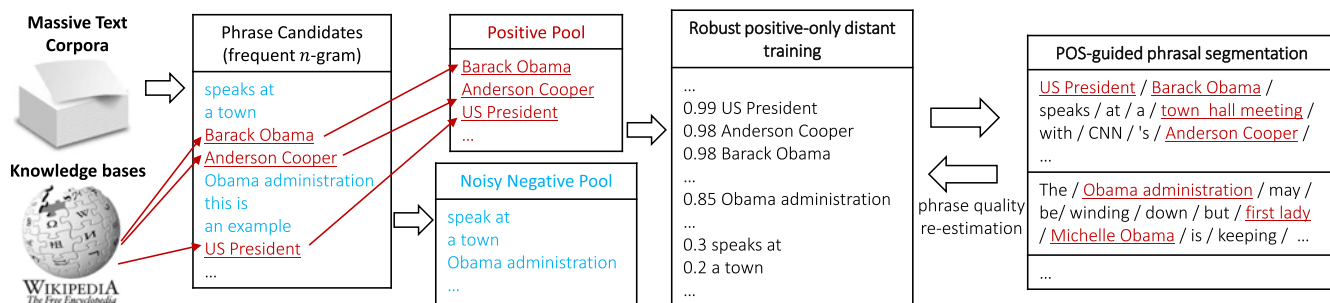 Massive Text
Corpora
Knowledge bases
WIKIPEDIA
The Free Encyclopedia
Phrase Candidates
(frequent n-gram)
speaks at
a town
Barack Obama
Anderson Cooper
Obama administration
this is
an example
US President
...
Positive Pool
Barack Obama
Anderson Cooper
US President
...
Noisy Negative Pool
speak at
a town
Obama administration
...
Robust positive-only distant
training
...
0.99 US President
0.98 Anderson Cooper
0.98 Barack Obama
...
0.85 Obama administration
...
0.3 speaks at
0.2 a town
...
phrase quality
re-estimation
POS-guided phrasal segmentation
US President / Barack Obama /
speaks / at / a / town hall meeting /
with / CNN / 's / Anderson Cooper /
...
The / Obama administration / may /
be/ winding / down / but / first lady
/ Michelle Obama / is / keeping / ...
...